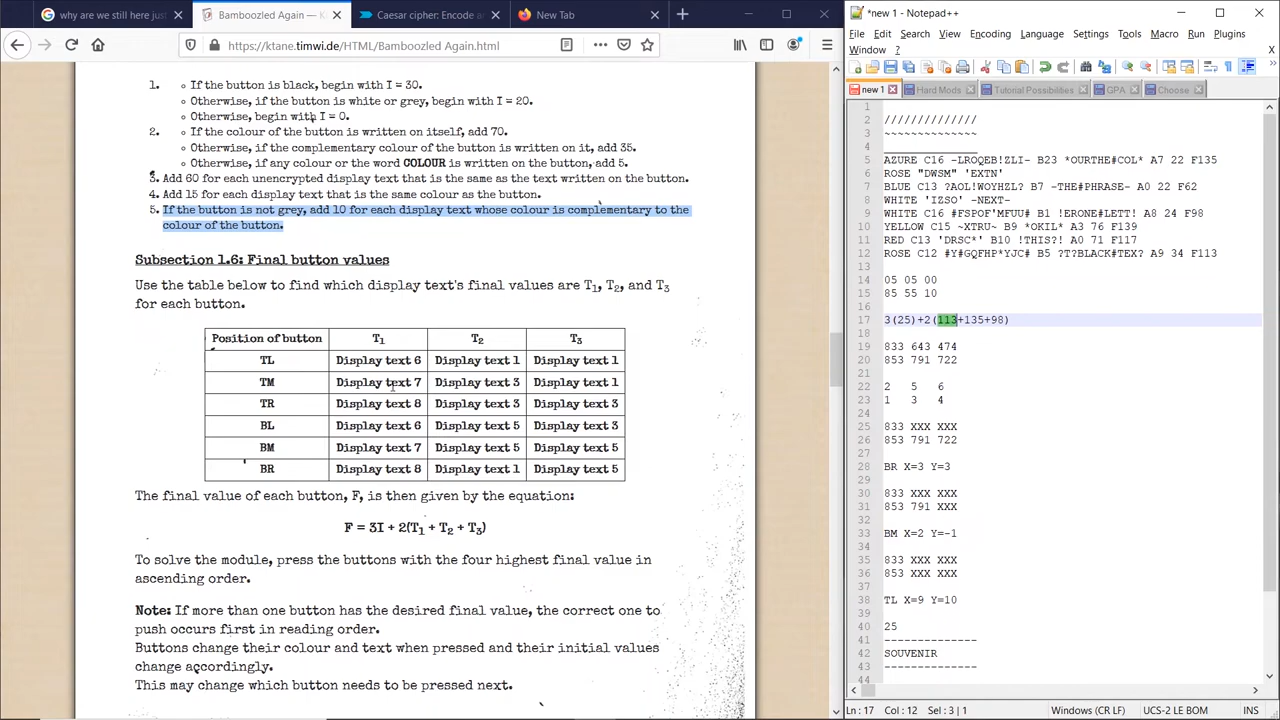 why are we still here jus
Bamboozled Again — K
Caesar cipher: Encode a
New Tab
https://ktane.timwi.de/HTML/Bamboozled Again.html
1. ◦ If the button is black, begin with I = 30.
◦ Otherwise, if the button is white or grey, begin with I = 20.
◦ Otherwise, begin with I = 0.
2. ◦ If the colour of the button is written on itself, add 70.
◦ Otherwise, if the complementary colour of the button is written on it, add 35.
◦ Otherwise, if any colour or the word COLOUR is written on the button, add 5.
3. Add 60 for each unencrypted display text that is the same as the text written on the button.
4. Add 15 for each display text that is the same colour as the button.
5. If the button is not grey, add 10 for each display text whose colour is complementary to the
colour of the button.
Subsection 1.6: Final button values
Use the table below to find which display text's final values are T1, T2, and T3
for each button.
Position of button T1 T2 T3
TL Display text 6 Display text 1 Display text 1
TM Display text 7 Display text 3 Display text 1
TR Display text 8 Display text 3 Display text 3
BL Display text 6 Display text 5 Display text 3
BM Display text 7 Display text 5 Display text 5
BR Display text 8 Display text 1 Display text 5
The final value of each button, F, is then given by the equation:
F = 3I + 2(T1 + T2 + T3)
To solve the module, press the buttons with the four highest final value in
ascending order.
Note: If more than one button has the desired final value, the correct one to
push occurs first in reading order.
Buttons change their colour and text when pressed and their initial values
change accordingly.
This may change which button needs to be pressed next.
*new 1 - Notepad++
File Edit Search View Encoding Language Settings Tools Macro Run Plugins
Window ?
new 1 Hard Mods Tutorial Possibilities GPA Choose
1
2 //////////////
3 ~~~~~~~~~~~~~~
4 ______________
5 AZURE C16 -LROQEB!ZLI- B23 *OURTHE#COL* A7 22 F135
6 ROSE "DWSM" 'EXTN'
7 BLUE C13 ?AOL!WOYHZL? B7 -THE#PHRASE- A0 22 F62
8 WHITE 'IZSO' -NEXT-
9 WHITE C16 #FSPOF'MFUU# B1 !ERONE#LETT! A8 24 F98
10 YELLOW C15 ~XTRU~ B9 *OKIL* A3 76 F139
11 RED C13 'DRSC*' B10 !THIS?! A0 71 F117
12 ROSE C12 #Y#GQFHP*YJC# B5 ?T?BLACK#TEX? A9 34 F113
13
14 05 05 00
15 85 55 10
16
17 3(25)+2(113+135+98)
18
19 833 643 474
20 853 791 722
21
22 2 5 6
23 1 3 4
24
25 833 XXX XXX
26 853 791 722
27
28 BR X=3 Y=3
29
30 833 XXX XXX
31 853 791 XXX
32
33 BM X=2 Y=-1
34
35 833 XXX XXX
36 853 XXX XXX
37
38 TL X=9 Y=10
39
40 25
41 --------------
42 SOUVENIR
43 --------------
44
Ln : 17 Col : 12 Sel : 3 | 1 Windows (CR LF) UCS-2 LE BOM INS